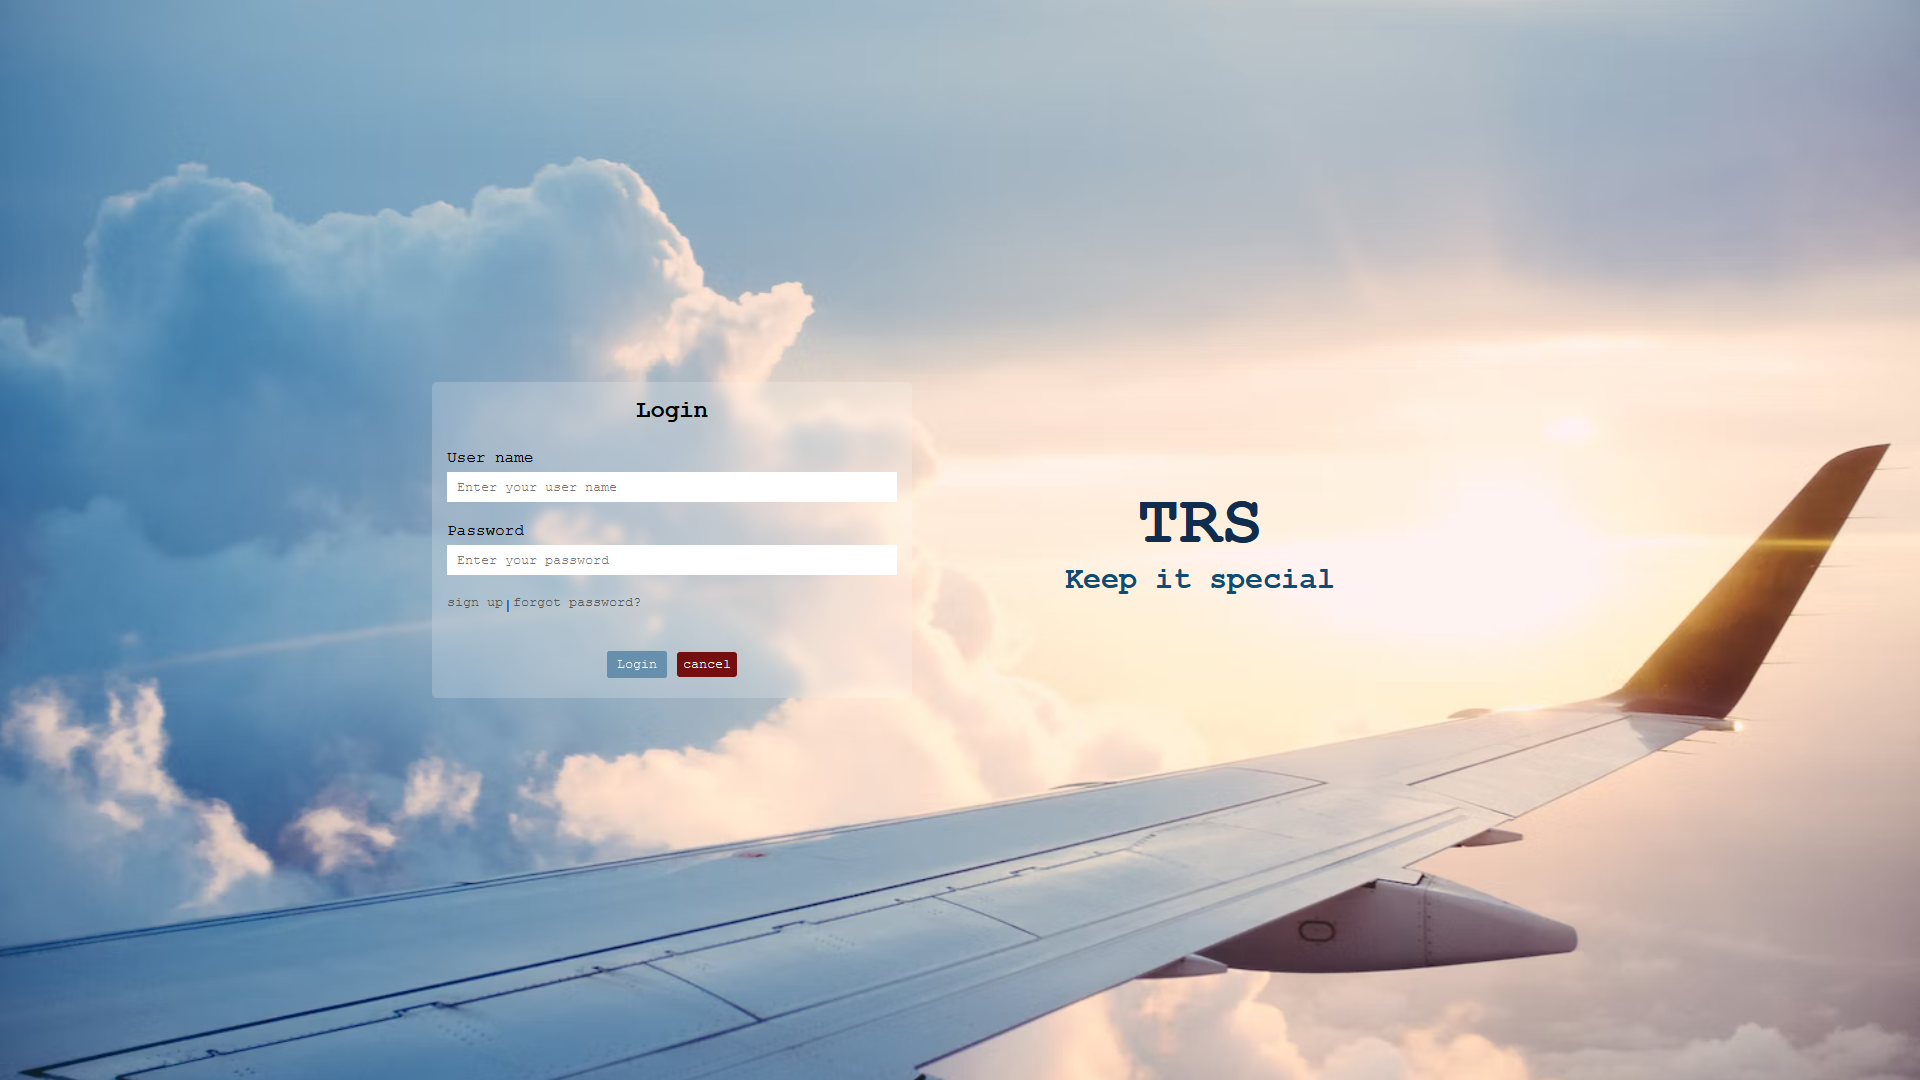 Login
User name
Enter your user name
Password
Enter your password
sign up|forgot password?
Login cancel
TRS
Keep it special